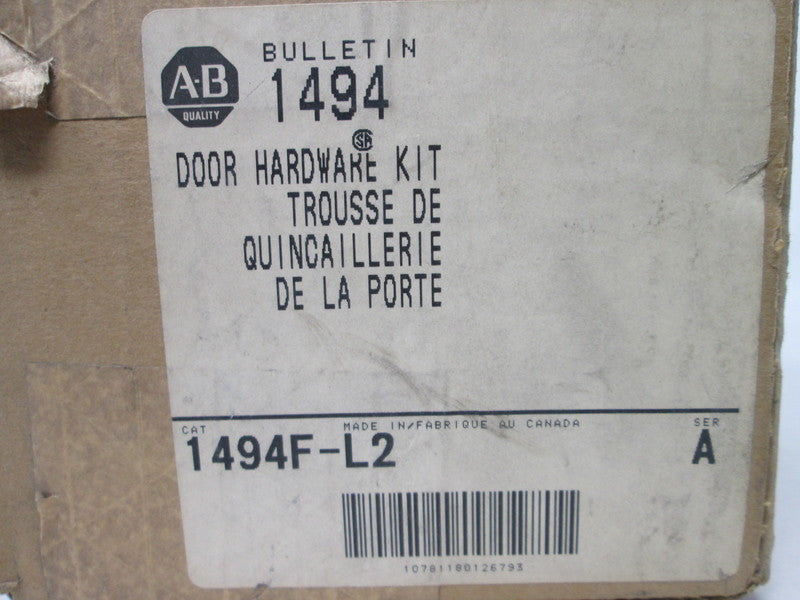 BULLETIN
A-B
QUALITY
1494
SA
DOOR HARDWARE KIT
TROUSSE DE
QUINCAILLERIE
DE LA PORTE
CAT
MADE IN/FABRIQUE AU CANADA
SER
1494F-L2
A
10781180126793